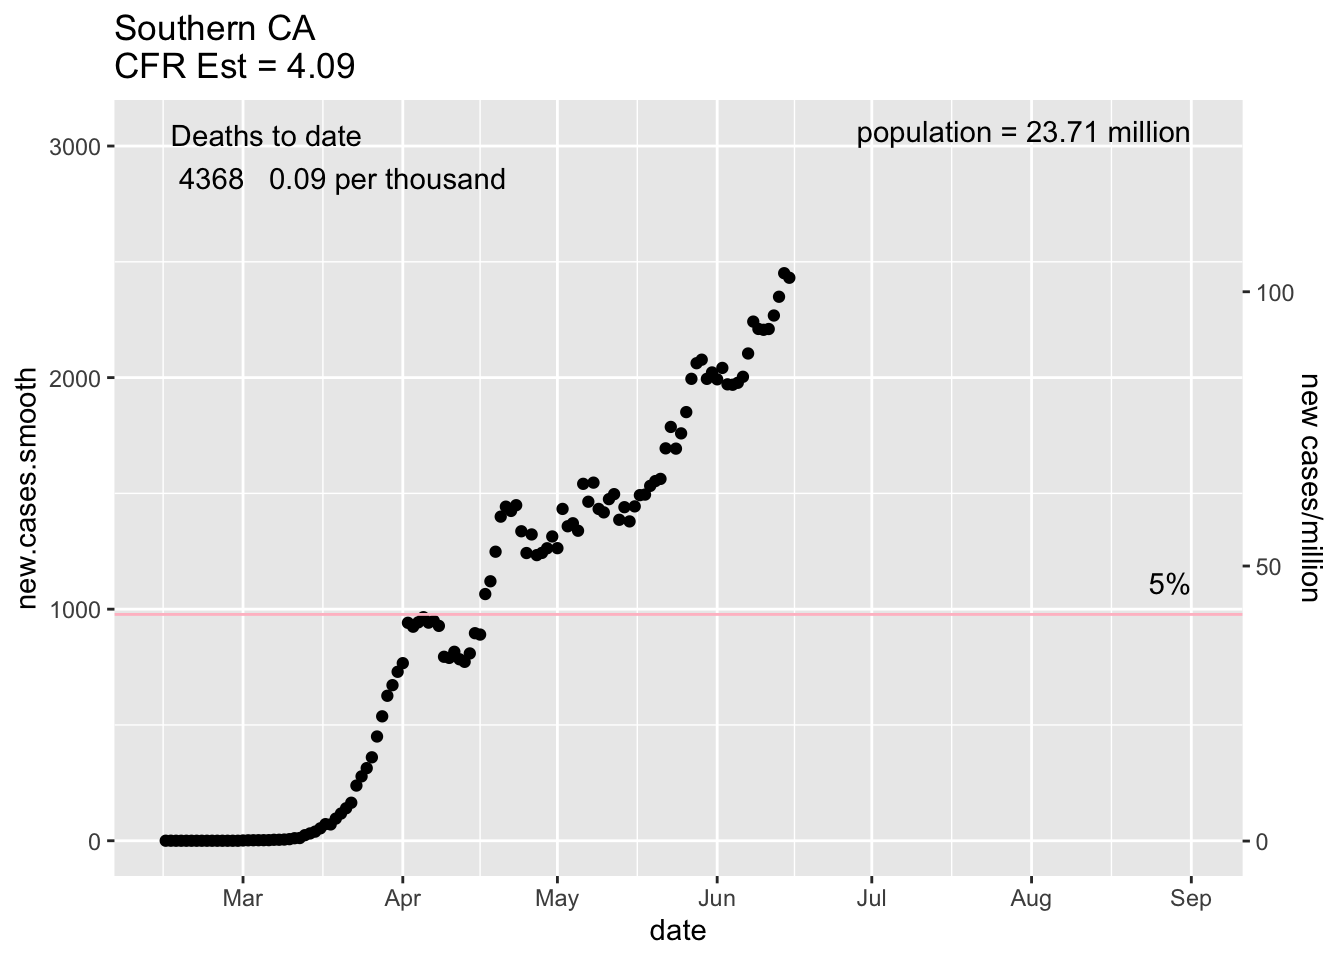 Southern CA
CFR Est = 4.09
Deaths to date
4368   0.09 per thousand
population = 23.71 million
3000
2000
1000
0
new.cases.smooth
100
50
0
new cases/million
5%
Mar
Apr
May
Jun
Jul
Aug
Sep
date